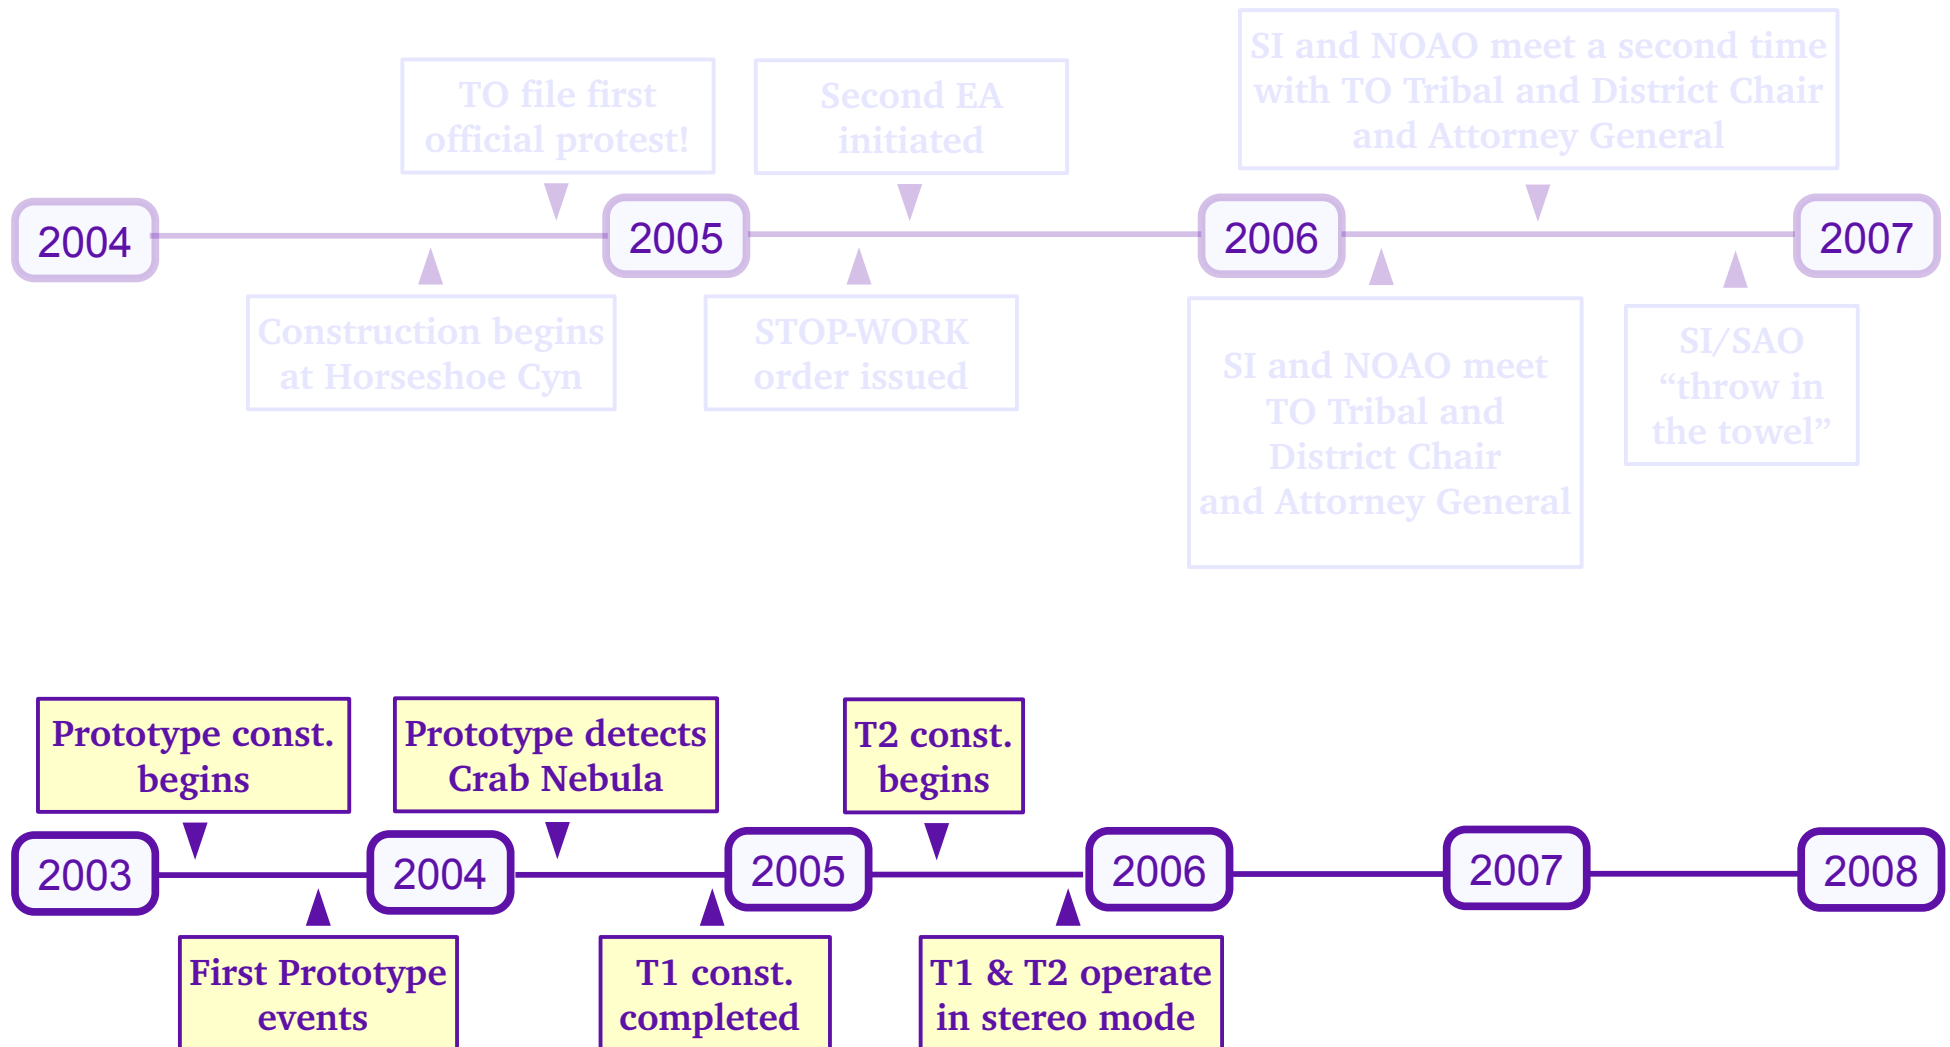 SI and NOAO meet a second time
with TO Tribal and District Chair
and Attorney General
TO file first
official protest!
Second EA
initiated
2004
2005
2006
2007
Construction begins
at Horseshoe Cyn
STOP-WORK
order issued
SI and NOAO meet
TO Tribal and
District Chair
and Attorney General
SI/SAO
“throw in
the towel”
Prototype const.
begins
Prototype detects
Crab Nebula
T2 const.
begins
2003
2004
2005
2006
2007
2008
First Prototype
events
T1 const.
completed
T1 & T2 operate
in stereo mode